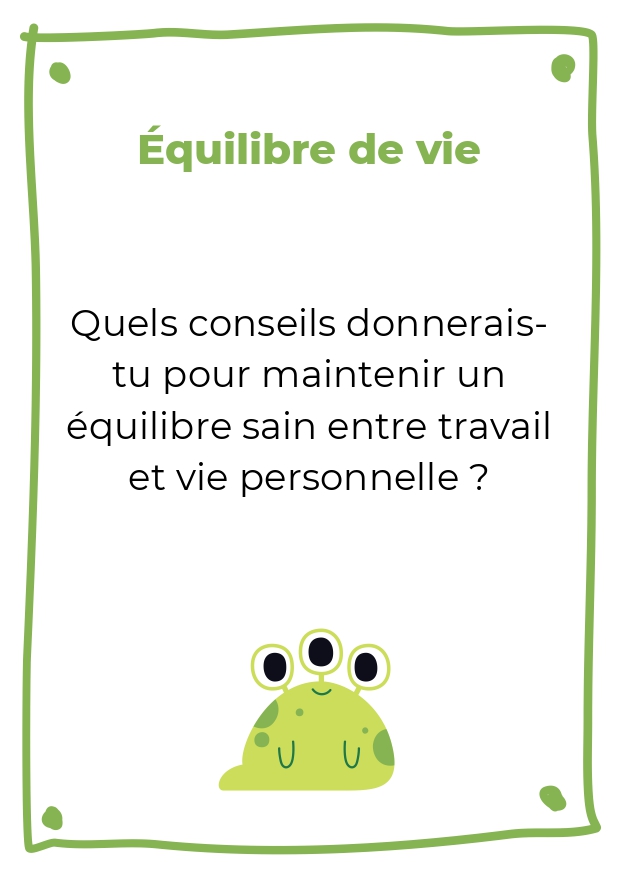 Équilibre de vie
Quels conseils donnerais-
tu pour maintenir un
équilibre sain entre travail
et vie personnelle ?